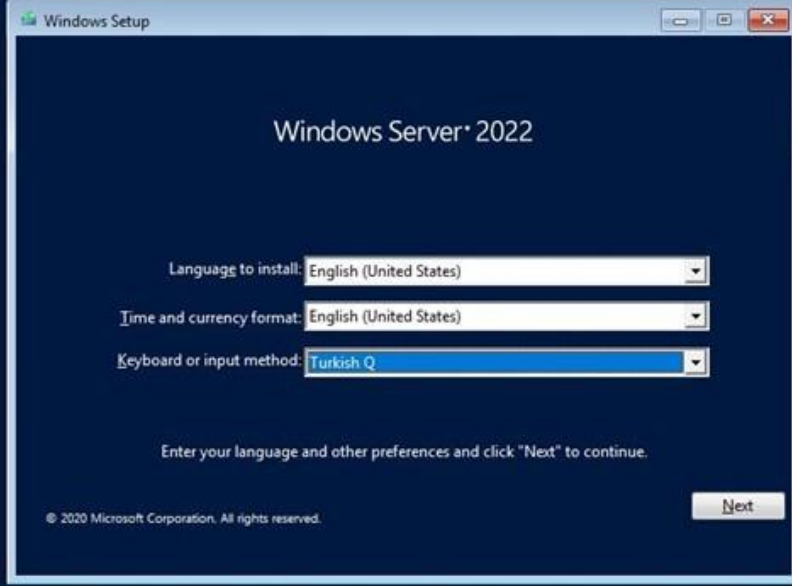 Windows Setup
Windows Server® 2022
Language to install: English (United States)
Time and currency format: English (United States)
Keyboard or input method: Turkish Q
Enter your language and other preferences and click "Next" to continue.
Next
© 2020 Microsoft Corporation. All rights reserved.